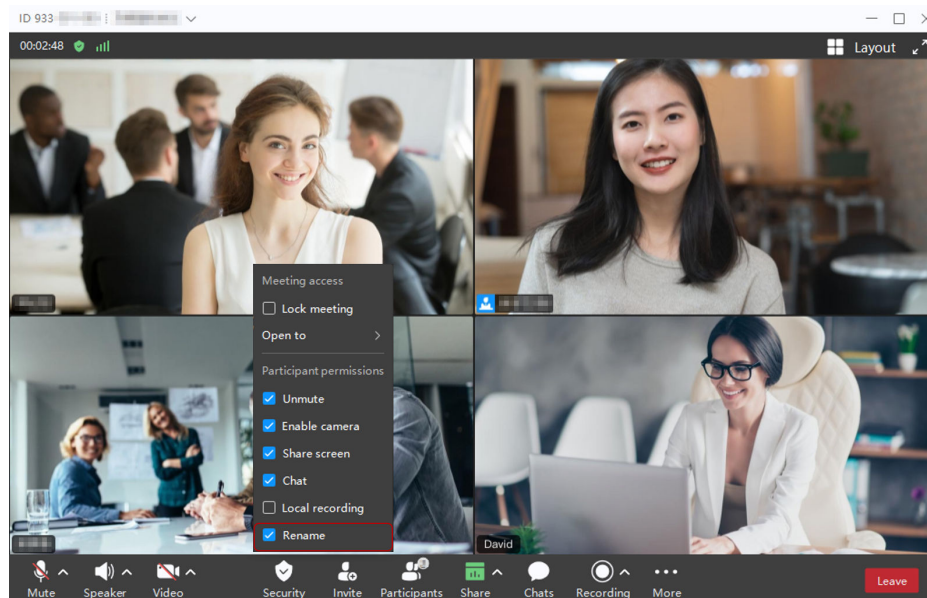 ID 933
00:02:48
Layout
Meeting access
Lock meeting
Open to
Participant permissions
Unmute
Enable camera
Share screen
Chat
Local recording
Rename
David
Mute
Speaker
Video
Security
Invite
Participants
Share
Chats
Recording
More
Leave